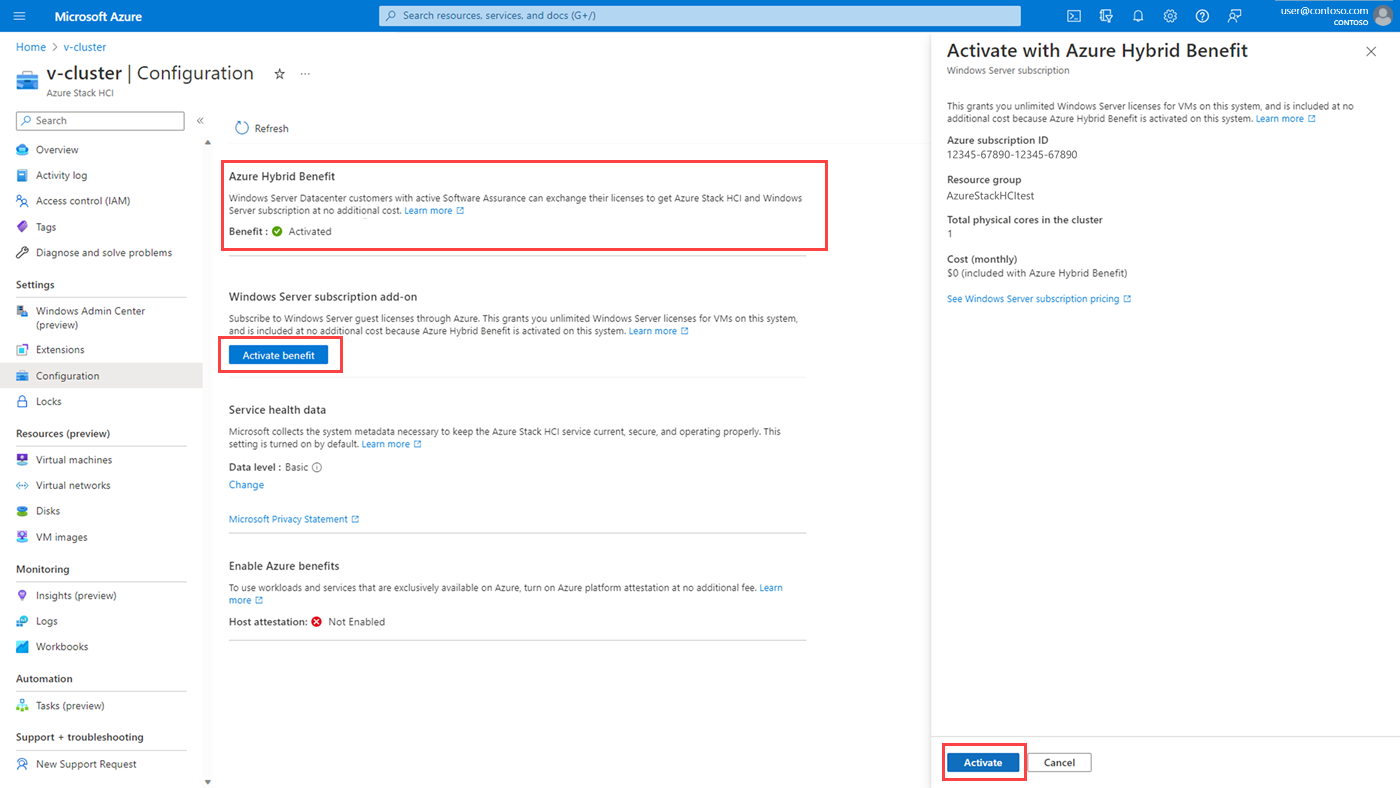 Microsoft Azure
Search resources, services, and docs (G+/)
user@contoso.com
CONTOSO
Home > v-cluster
v-cluster | Configuration
Azure Stack HCI
Search
Overview
Activity log
Access control (IAM)
Tags
Diagnose and solve problems
Settings
Windows Admin Center
(preview)
Extensions
Configuration
Locks
Resources (preview)
Virtual machines
Virtual networks
Disks
VM images
Monitoring
Insights (preview)
Logs
Workbooks
Automation
Tasks (preview)
Support + troubleshooting
New Support Request
Refresh
Azure Hybrid Benefit
Windows Server Datacenter customers with active Software Assurance can exchange their licenses to get Azure Stack HCI and Windows
Server subscription at no additional cost. Learn more
Benefit : Activated
Windows Server subscription add-on
Subscribe to Windows Server guest licenses through Azure. This grants you unlimited Windows Server licenses for VMs on this system,
and is included at no additional cost because Azure Hybrid Benefit is activated on this system. Learn more
Activate benefit
Service health data
Microsoft collects the system metadata necessary to keep the Azure Stack HCI service current, secure, and operating properly. This
setting is turned on by default. Learn more
Data level : Basic
Change
Microsoft Privacy Statement
Enable Azure benefits
To use workloads and services that are exclusively available on Azure, turn on Azure platform attestation at no additional fee. Learn
more
Host attestation: Not Enabled
Activate with Azure Hybrid Benefit
Windows Server subscription
This grants you unlimited Windows Server licenses for VMs on this system, and is included at no
additional cost because Azure Hybrid Benefit is activated on this system. Learn more
Azure subscription ID
12345-67890-12345-67890
Resource group
AzureStackHCItest
Total physical cores in the cluster
1
Cost (monthly)
$0 (included with Azure Hybrid Benefit)
See Windows Server subscription pricing
Activate
Cancel